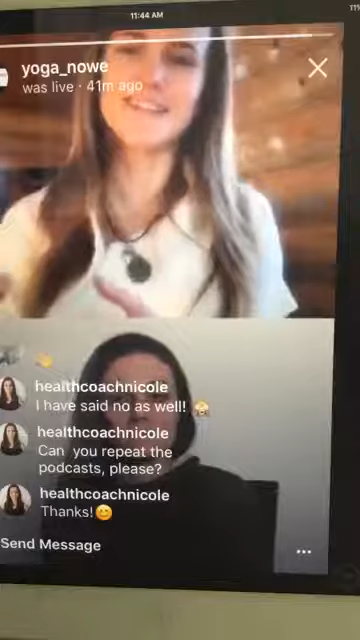 11:44 AM
yoga_nowe
was live · 41m ago
healthcoachnicole
I have said no as well! 🙈
healthcoachnicole
Can you repeat the
podcasts, please?
healthcoachnicole
Thanks!😊
Send Message